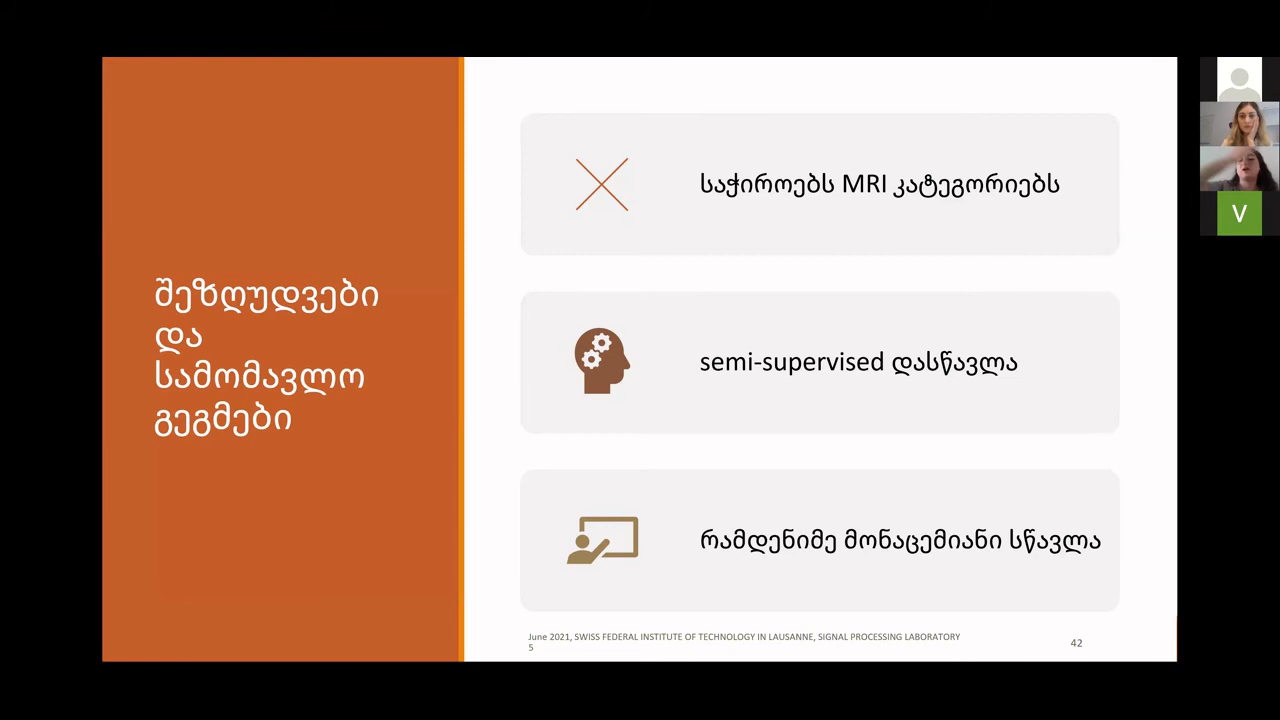 შეზღუდვები
და
სამომავლო
გეგმები
საჭიროებს MRI კატეგორიებს
semi-supervised დასწავლა
რამდენიმე მონაცემიანი სწავლა
June 2021, SWISS FEDERAL INSTITUTE OF TECHNOLOGY IN LAUSANNE, SIGNAL PROCESSING LABORATORY
5
42
V